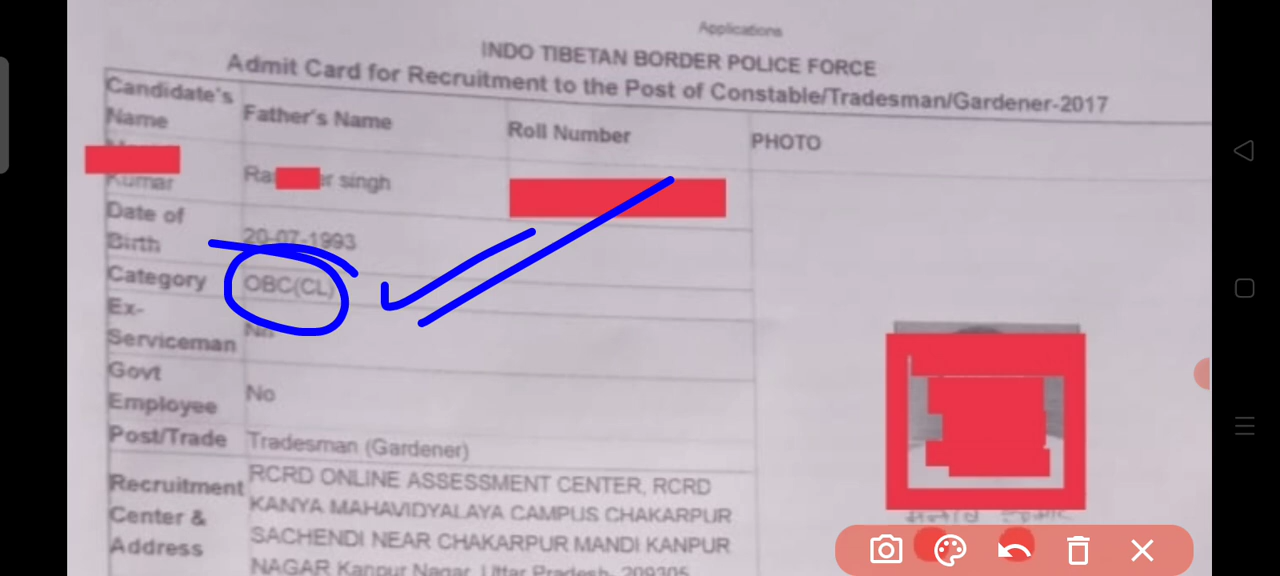 Applications
INDO TIBETAN BORDER POLICE FORCE
Admit Card for Recruitment to the Post of Constable/Tradesman/Gardener-2017
Candidate's Name
Father's Name
Roll Number
PHOTO
Kumar
singh
Date of Birth
20-07-1993
Category
OBC(CL)
Ex-Serviceman
No
Govt Employee
No
Post/Trade
Tradesman (Gardener)
Recruitment Center & Address
RCRD ONLINE ASSESSMENT CENTER, RCRD
KANYA MAHAVIDYALAYA CAMPUS CHAKARPUR
SACHENDI NEAR CHAKARPUR MANDI KANPUR
NAGAR Kanpur Nagar, Uttar Pradesh- 209305